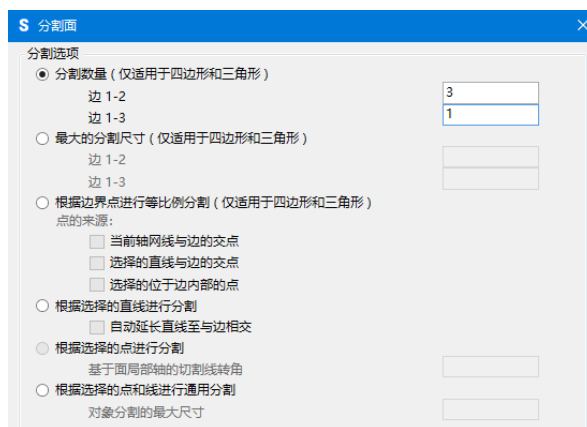 S 分割面
分割选项
分割数量 ( 仅适用于四边形和三角形 )
边 1-2 3
边 1-3 1
最大的分割尺寸 ( 仅适用于四边形和三角形 )
边 1-2
边 1-3
根据边界点进行等比例分割 ( 仅适用于四边形和三角形 )
点的来源:
当前轴网线与边的交点
选择的直线与边的交点
选择的位于边内部的点
根据选择的直线进行分割
自动延长直线至与边相交
根据选择的点进行分割
基于面局部轴的切割线转角
根据选择的点和线进行通用分割
对象分割的最大尺寸